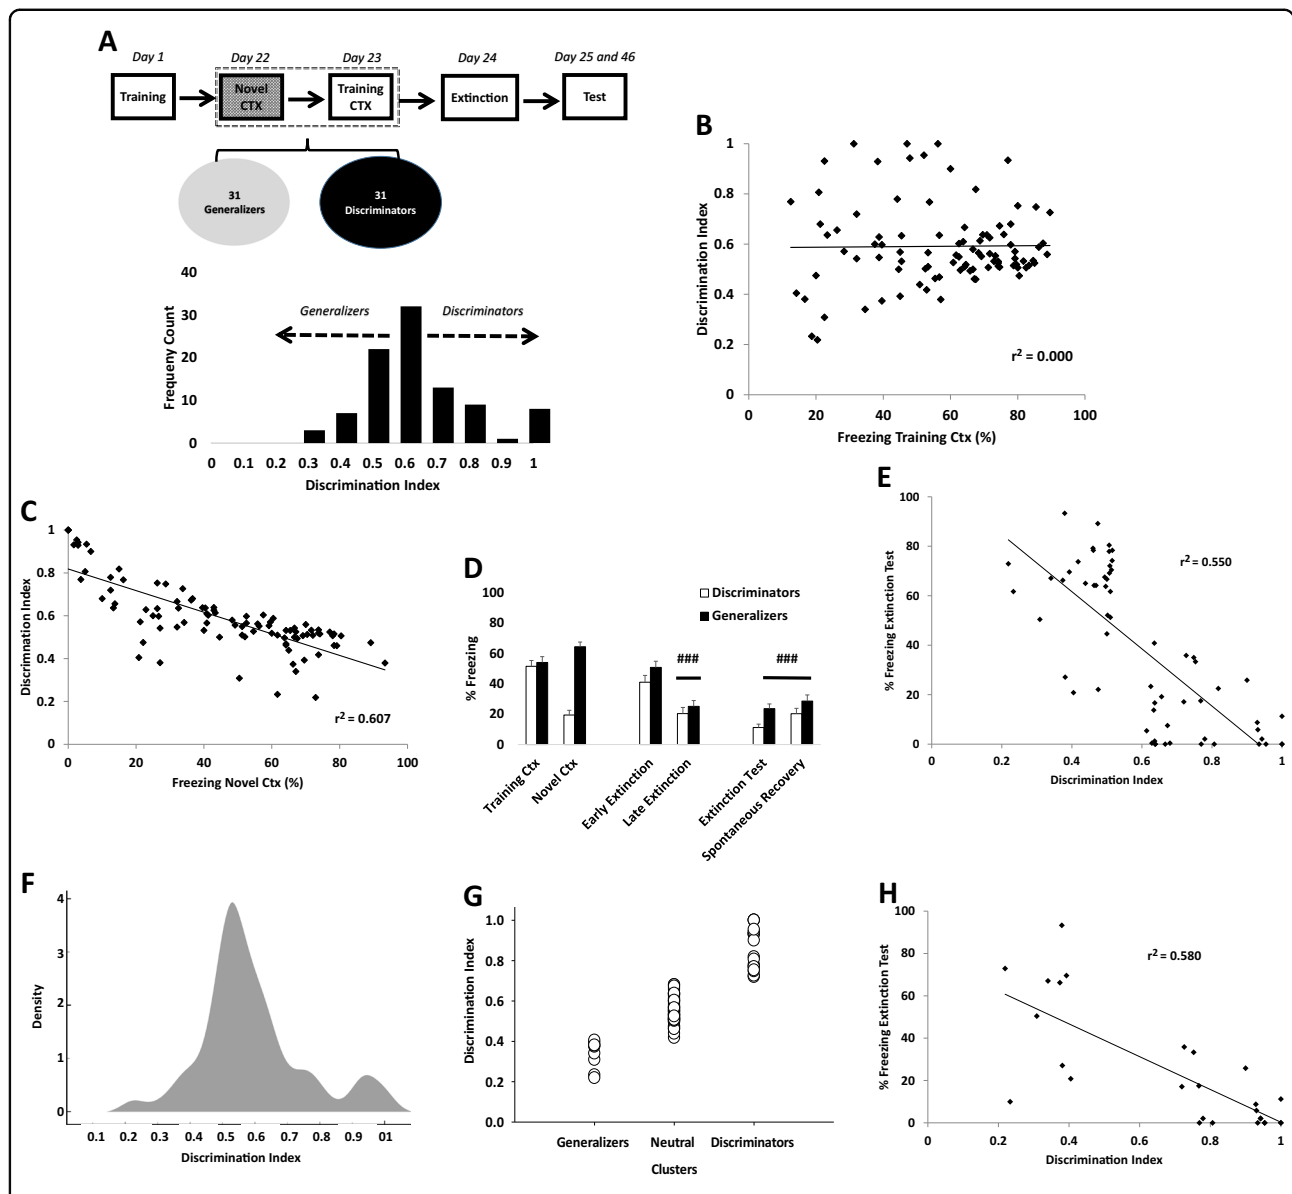 A
Day 1 Day 22 Day 23 Day 24 Day 25 and 46
Training
Novel
CTX
Training
CTX
Extinction
Test
31
Generalizers
31
Discriminators
40
30
20
10
0
Frequeny Count
Generalizers
Discriminators
0 0.1 0.2 0.3 0.4 0.5 0.6 0.7 0.8 0.9 1
Discrimination Index
B
1
0.8
0.6
0.4
0.2
0
Discrimination Index
r² = 0.000
0 20 40 60 80 100
Freezing Training Ctx (%)
C
1
0.8
0.6
0.4
0.2
0
Discrimnation Index
r² = 0.607
0 20 40 60 80 100
Freezing Novel Ctx (%)
D
100
80
60
40
20
0
% Freezing
Discriminators
Generalizers
###
###
Training Ctx
Novel Ctx
Early Extinction
Late Extinction
Extinction Test
Spontaneous Recovery
E
100
80
60
40
20
0
% Freezing Extinction Test
r² = 0.550
0 0.2 0.4 0.6 0.8 1
Discrimination Index
F
4
3
2
1
0
Density
0.1 0.2 0.3 0.4 0.5 0.6 0.7 0.8 0.9 01
Discrimination Index
G
1.0
0.8
0.6
0.4
0.2
0.0
Discrimination Index
Generalizers Neutral Discriminators
Clusters
H
100
80
60
40
20
0
% Freezing Extinction Test
r² = 0.580
0 0.2 0.4 0.6 0.8 1
Discrimination Index